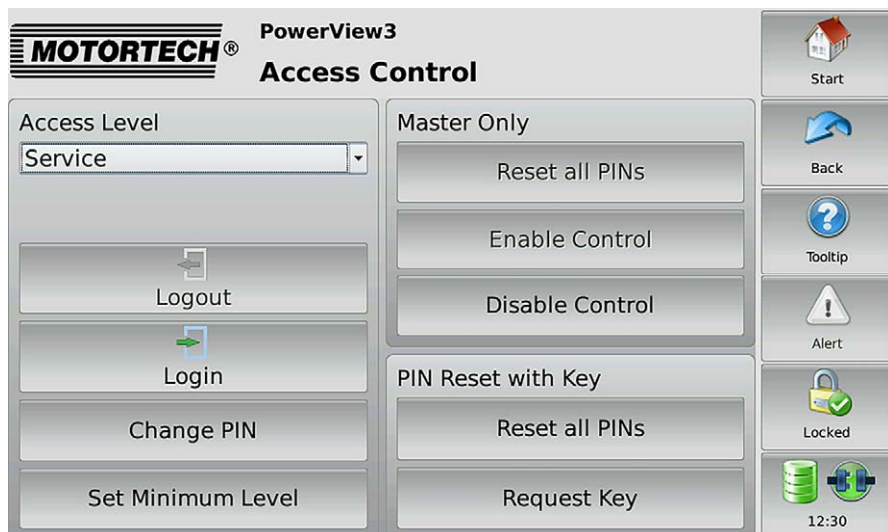 MOTORTECH®
PowerView3
Access Control
Access Level
Service
Logout
Login
Change PIN
Set Minimum Level
Master Only
Reset all PINs
Enable Control
Disable Control
PIN Reset with Key
Reset all PINs
Request Key
Start
Back
Tooltip
Alert
Locked
12:30